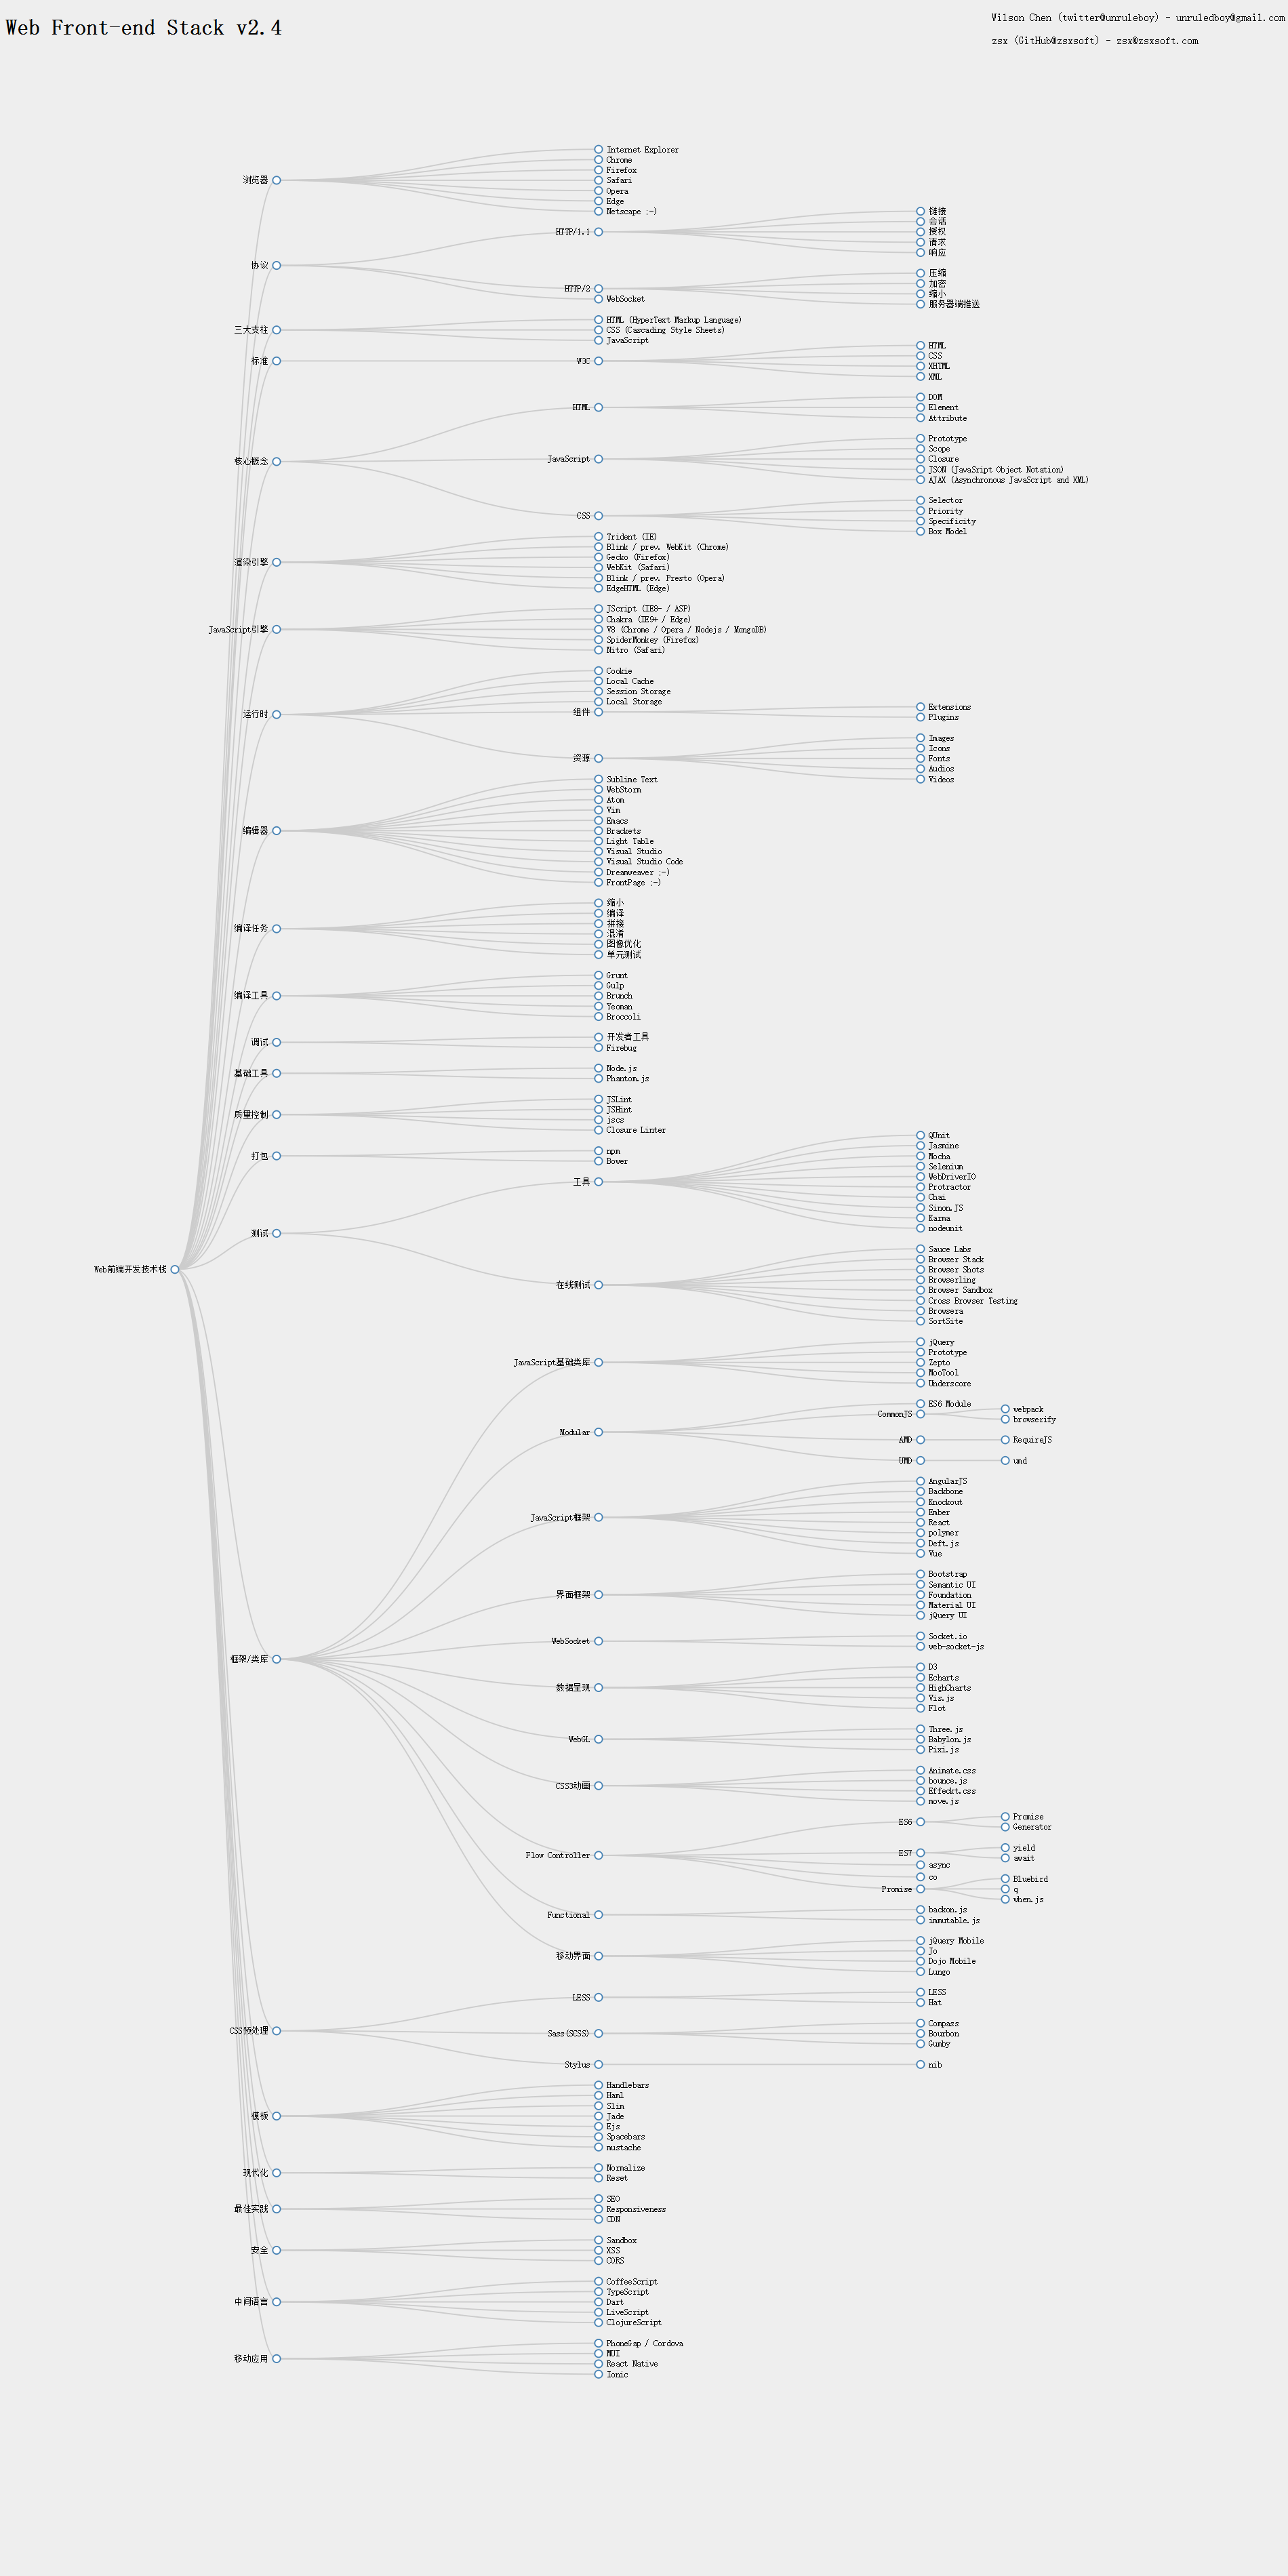 Web Front-end Stack v2.4
Wilson Chen (twitter@unruleboy) - unruledboy@gmail.com
zsx (GitHub@zsxsoft) - zsx@zsxsoft.com
Web前端开发技术栈
浏览器
Internet Explorer
Chrome
Firefox
Safari
Opera
Edge
Netscape ;-)
协议
HTTP/1.1
链接
会话
授权
请求
响应
HTTP/2
压缩
加密
缩小
服务器端推送
WebSocket
三大支柱
HTML (HyperText Markup Language)
CSS (Cascading Style Sheets)
JavaScript
标准
W3C
HTML
CSS
XHTML
XML
核心概念
HTML
DOM
Element
Attribute
JavaScript
Prototype
Scope
Closure
JSON (JavaSript Object Notation)
AJAX (Asynchronous JavaScript and XML)
CSS
Selector
Priority
Specificity
Box Model
渲染引擎
Trident (IE)
Blink / prev. WebKit (Chrome)
Gecko (Firefox)
WebKit (Safari)
Blink / prev. Presto (Opera)
EdgeHTML (Edge)
JavaScript引擎
JScript (IE8- / ASP)
Chakra (IE9+ / Edge)
V8 (Chrome / Opera / Nodejs / MongoDB)
SpiderMonkey (Firefox)
Nitro (Safari)
运行时
Cookie
Local Cache
Session Storage
Local Storage
组件
Extensions
Plugins
资源
Images
Icons
Fonts
Audios
Videos
编辑器
Sublime Text
WebStorm
Atom
Vim
Emacs
Brackets
Light Table
Visual Studio
Visual Studio Code
Dreamweaver ;-)
FrontPage ;-)
编译任务
缩小
编译
拼接
混淆
图像优化
单元测试
编译工具
Grunt
Gulp
Brunch
Yeoman
Broccoli
调试
开发者工具
Firebug
基础工具
Node.js
Phantom.js
质量控制
JSLint
JSHint
jscs
Closure Linter
打包
npm
Bower
测试
工具
QUnit
Jasmine
Mocha
Selenium
WebDriverIO
Protractor
Chai
Sinon.JS
Karma
nodeunit
在线测试
Sauce Labs
Browser Stack
Browser Shots
Browserling
Browser Sandbox
Cross Browser Testing
Browsera
SortSite
框架/类库
JavaScript基础类库
jQuery
Prototype
Zepto
MooTool
Underscore
Modular
ES6 Module
CommonJS
webpack
browserify
AMD
RequireJS
UMD
umd
JavaScript框架
AngularJS
Backbone
Knockout
Ember
React
polymer
Deft.js
Vue
界面框架
Bootstrap
Semantic UI
Foundation
Material UI
jQuery UI
WebSocket
Socket.io
web-socket-js
数据呈现
D3
Echarts
HighCharts
Vis.js
Flot
WebGL
Three.js
Babylon.js
Pixi.js
CSS3动画
Animate.css
bounce.js
Effeckt.css
move.js
Flow Controller
ES6
Promise
Generator
ES7
yield
await
async
co
Promise
Bluebird
q
when.js
Functional
backon.js
immutable.js
移动界面
jQuery Mobile
Jo
Dojo Mobile
Lungo
CSS预处理
LESS
LESS
Hat
Sass(SCSS)
Compass
Bourbon
Gumby
Stylus
nib
模板
Handlebars
Haml
Slim
Jade
Ejs
Spacebars
mustache
现代化
Normalize
Reset
最佳实践
SEO
Responsiveness
CDN
安全
Sandbox
XSS
CORS
中间语言
CoffeeScript
TypeScript
Dart
LiveScript
ClojureScript
移动应用
PhoneGap / Cordova
MUI
React Native
Ionic